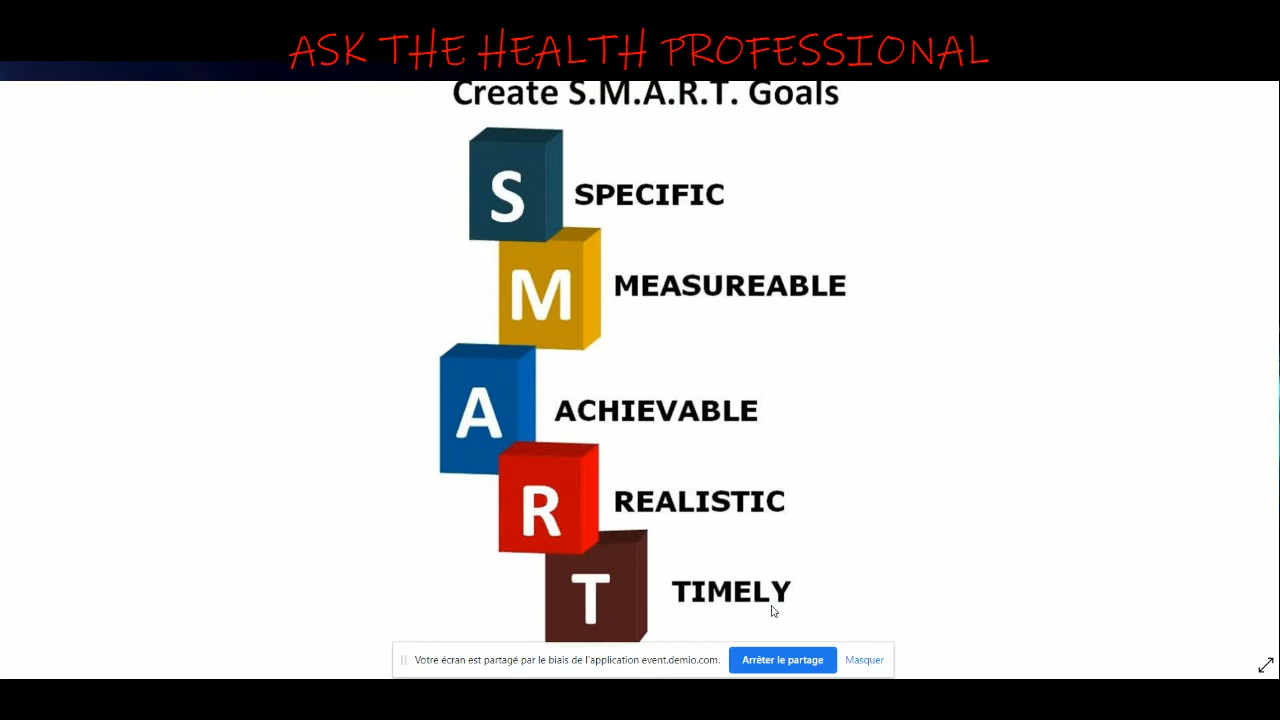 ASK THE HEALTH PROFESSIONAL
Create S.M.A.R.T. Goals
S SPECIFIC
M MEASUREABLE
A ACHIEVABLE
R REALISTIC
T TIMELY
Votre écran est partagé par le biais de l'application event.demio.com. Arrêter le partage Masquer